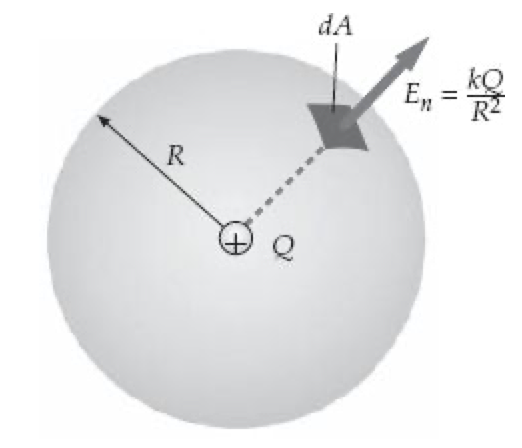 dA
E_n = kQ/R²
R
+
Q